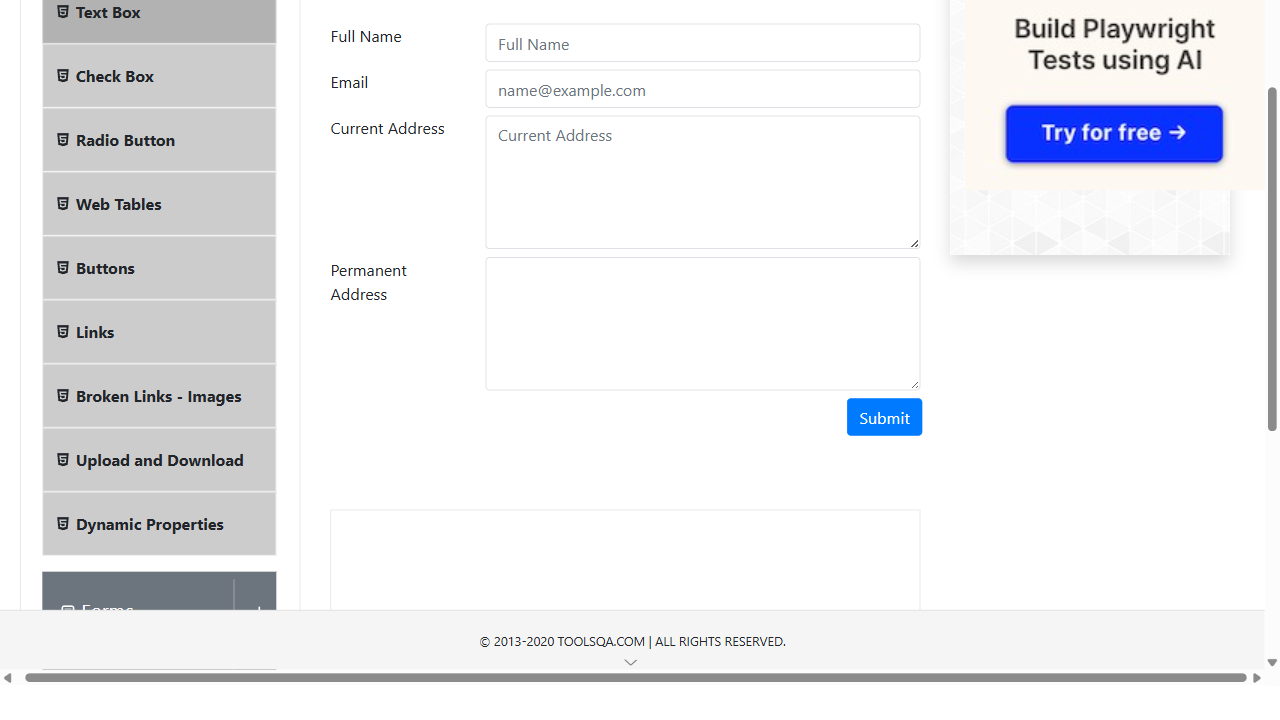 Text Box
Check Box
Radio Button
Web Tables
Buttons
Links
Broken Links - Images
Upload and Download
Dynamic Properties
Forms
Full Name
Full Name
Email
name@example.com
Current Address
Current Address
Permanent
Address
Submit
Build Playwright
Tests using AI
Try for free →
© 2013-2020 TOOLSQA.COM | ALL RIGHTS RESERVED.